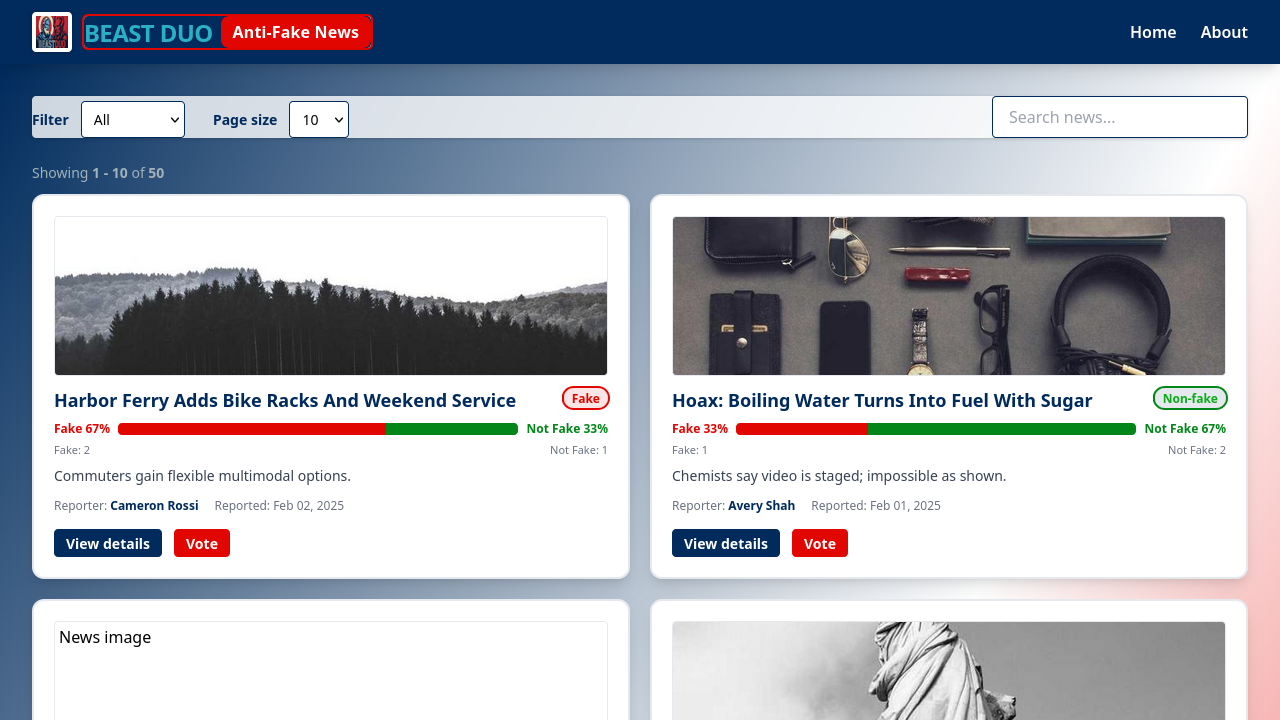 BEAST DUO Anti-Fake News Home About
Filter All Page size 10 Search news...
Showing 1 - 10 of 50
Harbor Ferry Adds Bike Racks And Weekend Service Fake
Fake 67% Not Fake 33%
Fake: 2 Not Fake: 1
Commuters gain flexible multimodal options.
Reporter: Cameron Rossi Reported: Feb 02, 2025
View details Vote
Hoax: Boiling Water Turns Into Fuel With Sugar Non-fake
Fake 33% Not Fake 67%
Fake: 1 Not Fake: 2
Chemists say video is staged; impossible as shown.
Reporter: Avery Shah Reported: Feb 01, 2025
View details Vote
News image